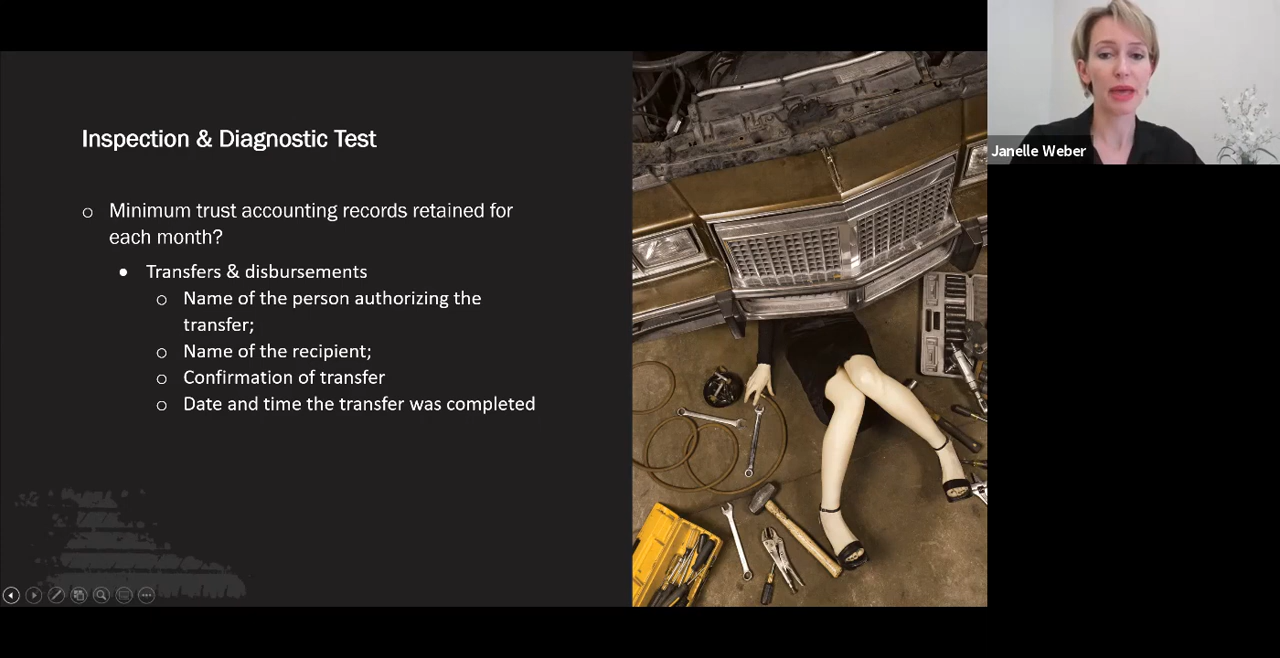 Inspection & Diagnostic Test
Minimum trust accounting records retained for
each month?
Transfers & disbursements
Name of the person authorizing the
transfer;
Name of the recipient;
Confirmation of transfer
Date and time the transfer was completed
Janelle Weber